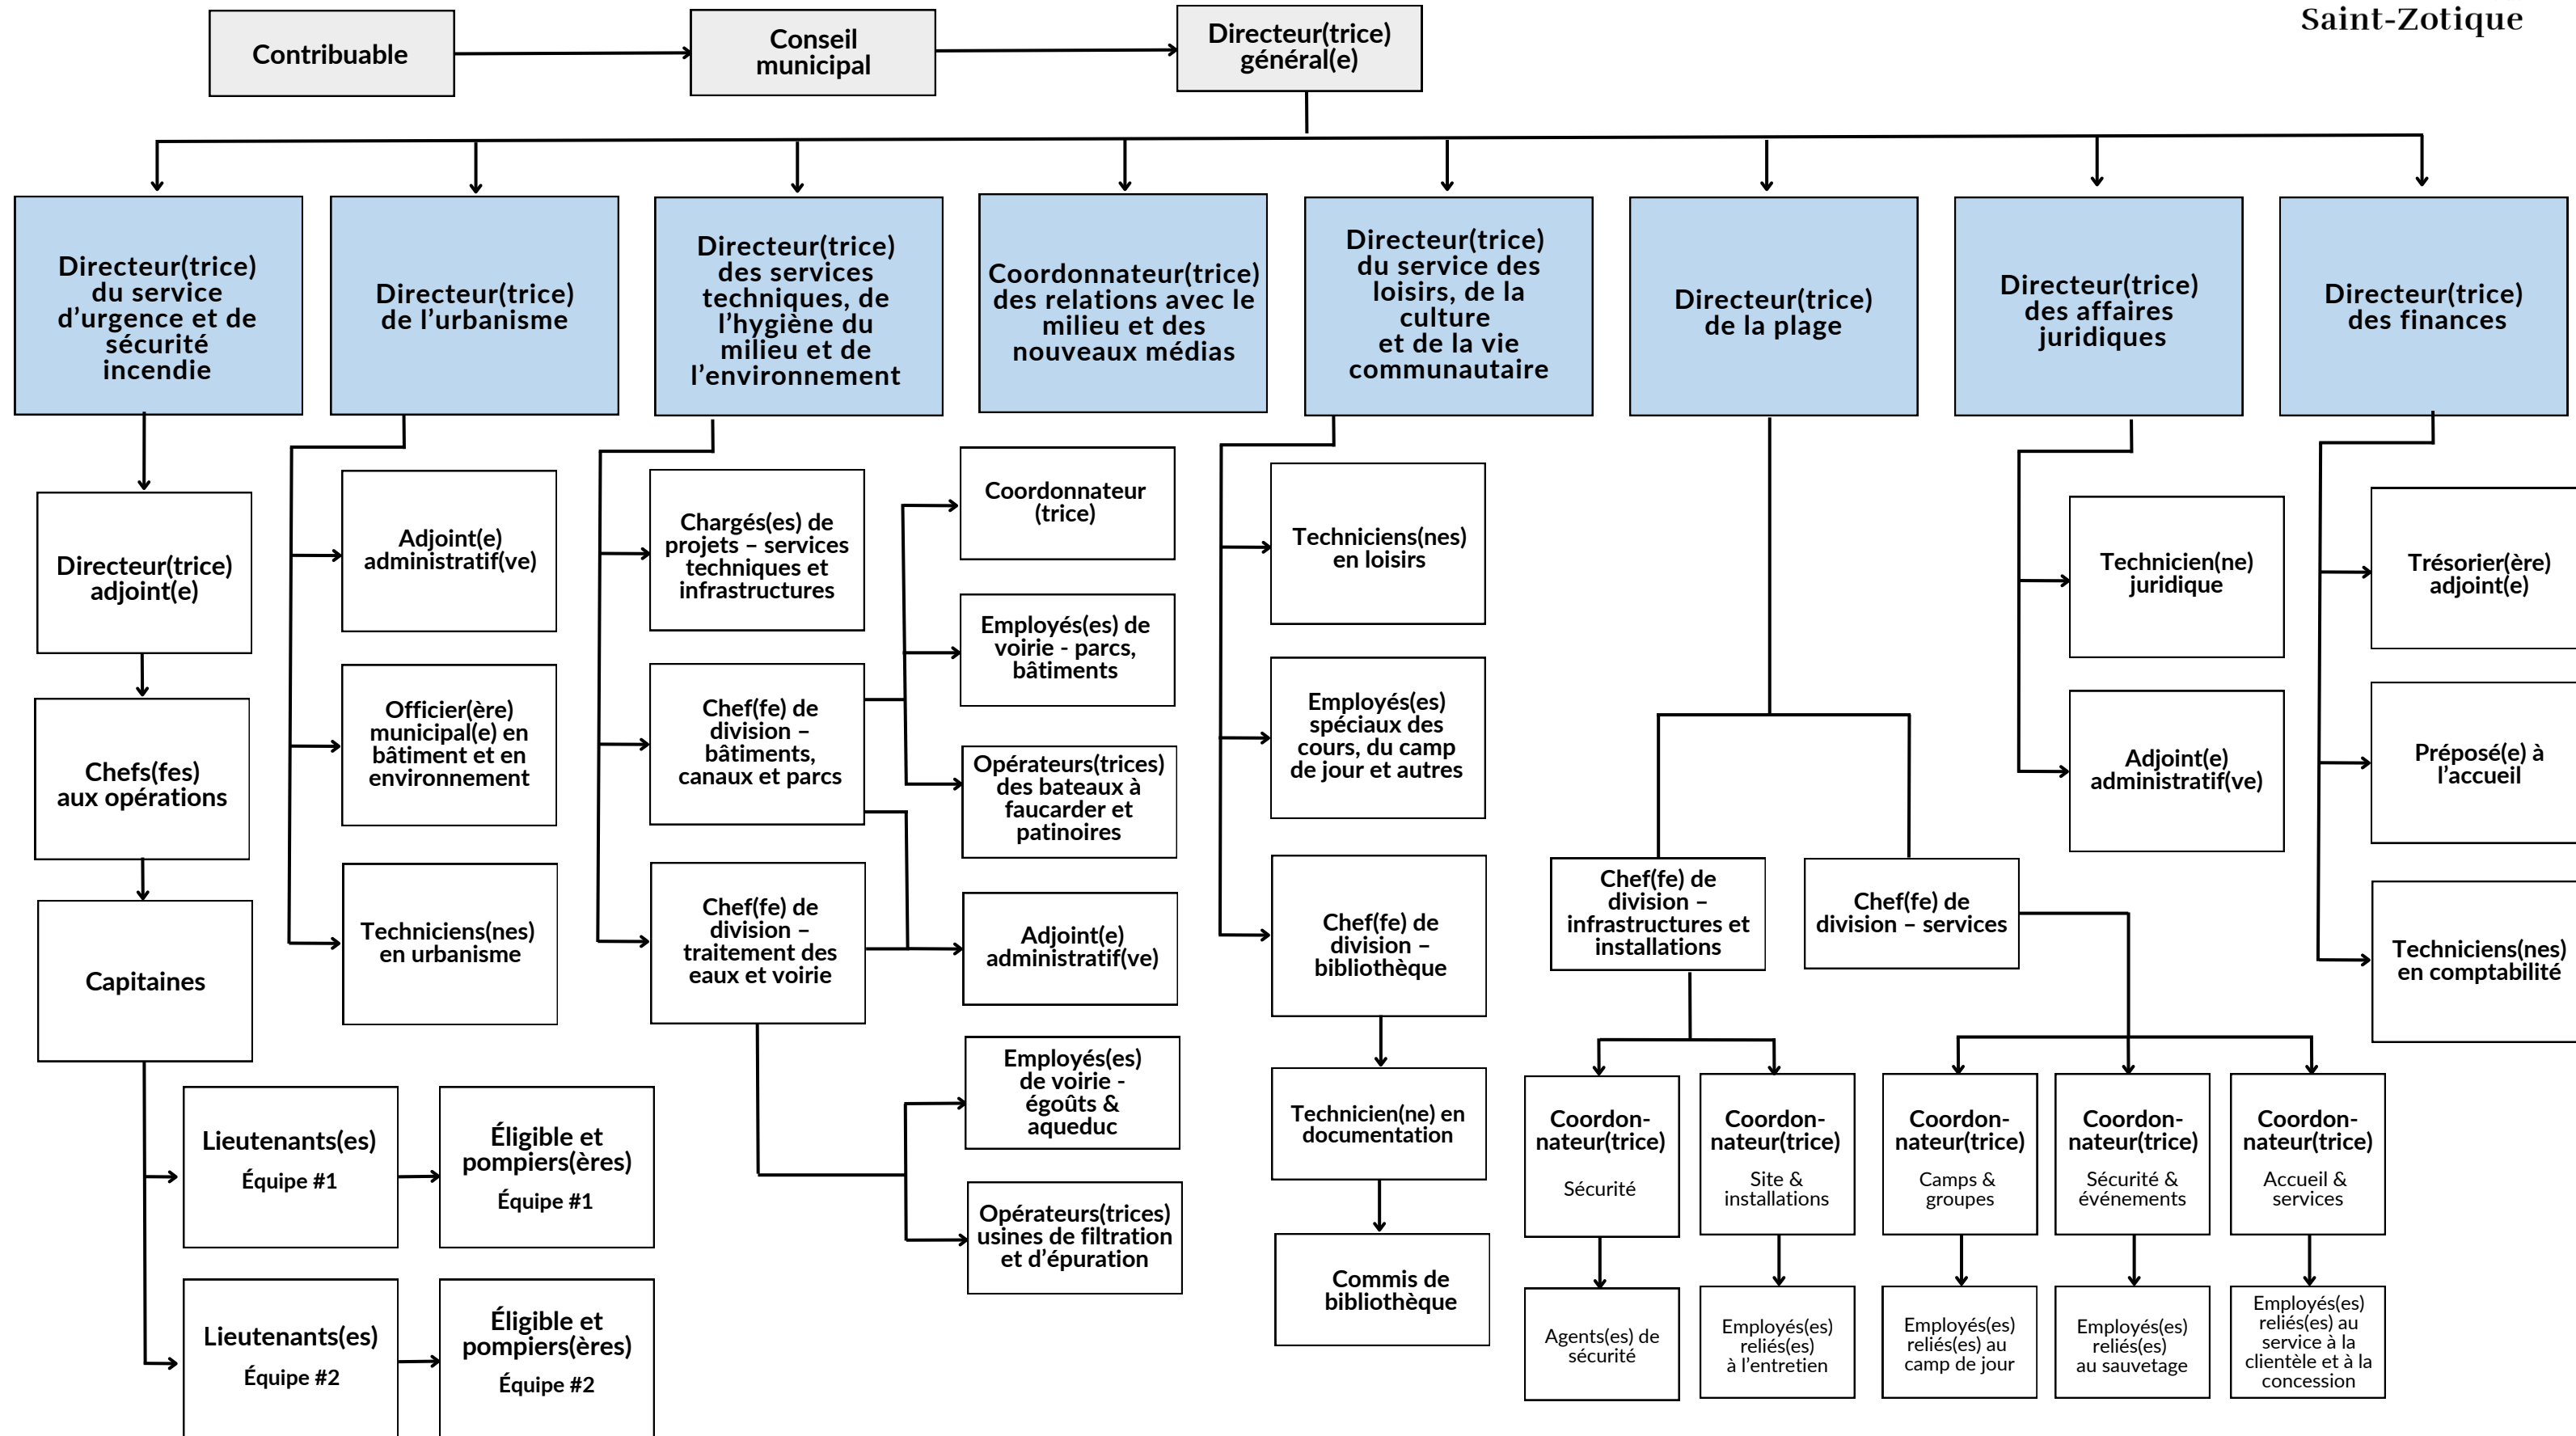 Saint-Zotique
Contribuable
Conseil
municipal
Directeur(trice)
général(e)
Directeur(trice)
du service
d’urgence et de
sécurité
incendie
Directeur(trice)
de l’urbanisme
Directeur(trice)
des services
techniques, de
l’hygiène du
milieu et de
l’environnement
Coordonnateur(trice)
des relations avec le
milieu et des
nouveaux médias
Directeur(trice)
du service des
loisirs, de la
culture
et de la vie
communautaire
Directeur(trice)
de la plage
Directeur(trice)
des affaires
juridiques
Directeur(trice)
des finances
Directeur(trice)
adjoint(e)
Chefs(fes)
aux opérations
Capitaines
Lieutenants(es)
Équipe #1
Éligible et
pompiers(ères)
Équipe #1
Lieutenants(es)
Équipe #2
Éligible et
pompiers(ères)
Équipe #2
Adjoint(e)
administratif(ve)
Officier(ère)
municipal(e) en
bâtiment et en
environnement
Techniciens(nes)
en urbanisme
Chargés(es) de
projets – services
techniques et
infrastructures
Chef(fe) de
division –
bâtiments,
canaux et parcs
Chef(fe) de
division –
traitement des
eaux et voirie
Coordonnateur
(trice)
Employés(es) de
voirie - parcs,
bâtiments
Opérateurs(trices)
des bateaux à
faucarder et
patinoires
Adjoint(e)
administratif(ve)
Employés(es)
de voirie -
égoûts &
aqueduc
Opérateurs(trices)
usines de filtration
et d’épuration
Techniciens(nes)
en loisirs
Employés(es)
spéciaux des
cours, du camp
de jour et autres
Chef(fe) de
division –
bibliothèque
Technicien(ne) en
documentation
Commis de
bibliothèque
Chef(fe) de
division –
infrastructures et
installations
Chef(fe) de
division – services
Coordon-
nateur(trice)
Sécurité
Coordon-
nateur(trice)
Site &
installations
Coordon-
nateur(trice)
Camps &
groupes
Coordon-
nateur(trice)
Sécurité &
événements
Coordon-
nateur(trice)
Accueil &
services
Agents(es) de
sécurité
Employés(es)
reliés(es)
à l’entretien
Employés(es)
reliés(es) au
camp de jour
Employés(es)
reliés(es)
au sauvetage
Employés(es)
reliés(es) au
service à la
clientèle et à la
concession
Technicien(ne)
juridique
Adjoint(e)
administratif(ve)
Trésorier(ère)
adjoint(e)
Préposé(e) à
l’accueil
Techniciens(nes)
en comptabilité